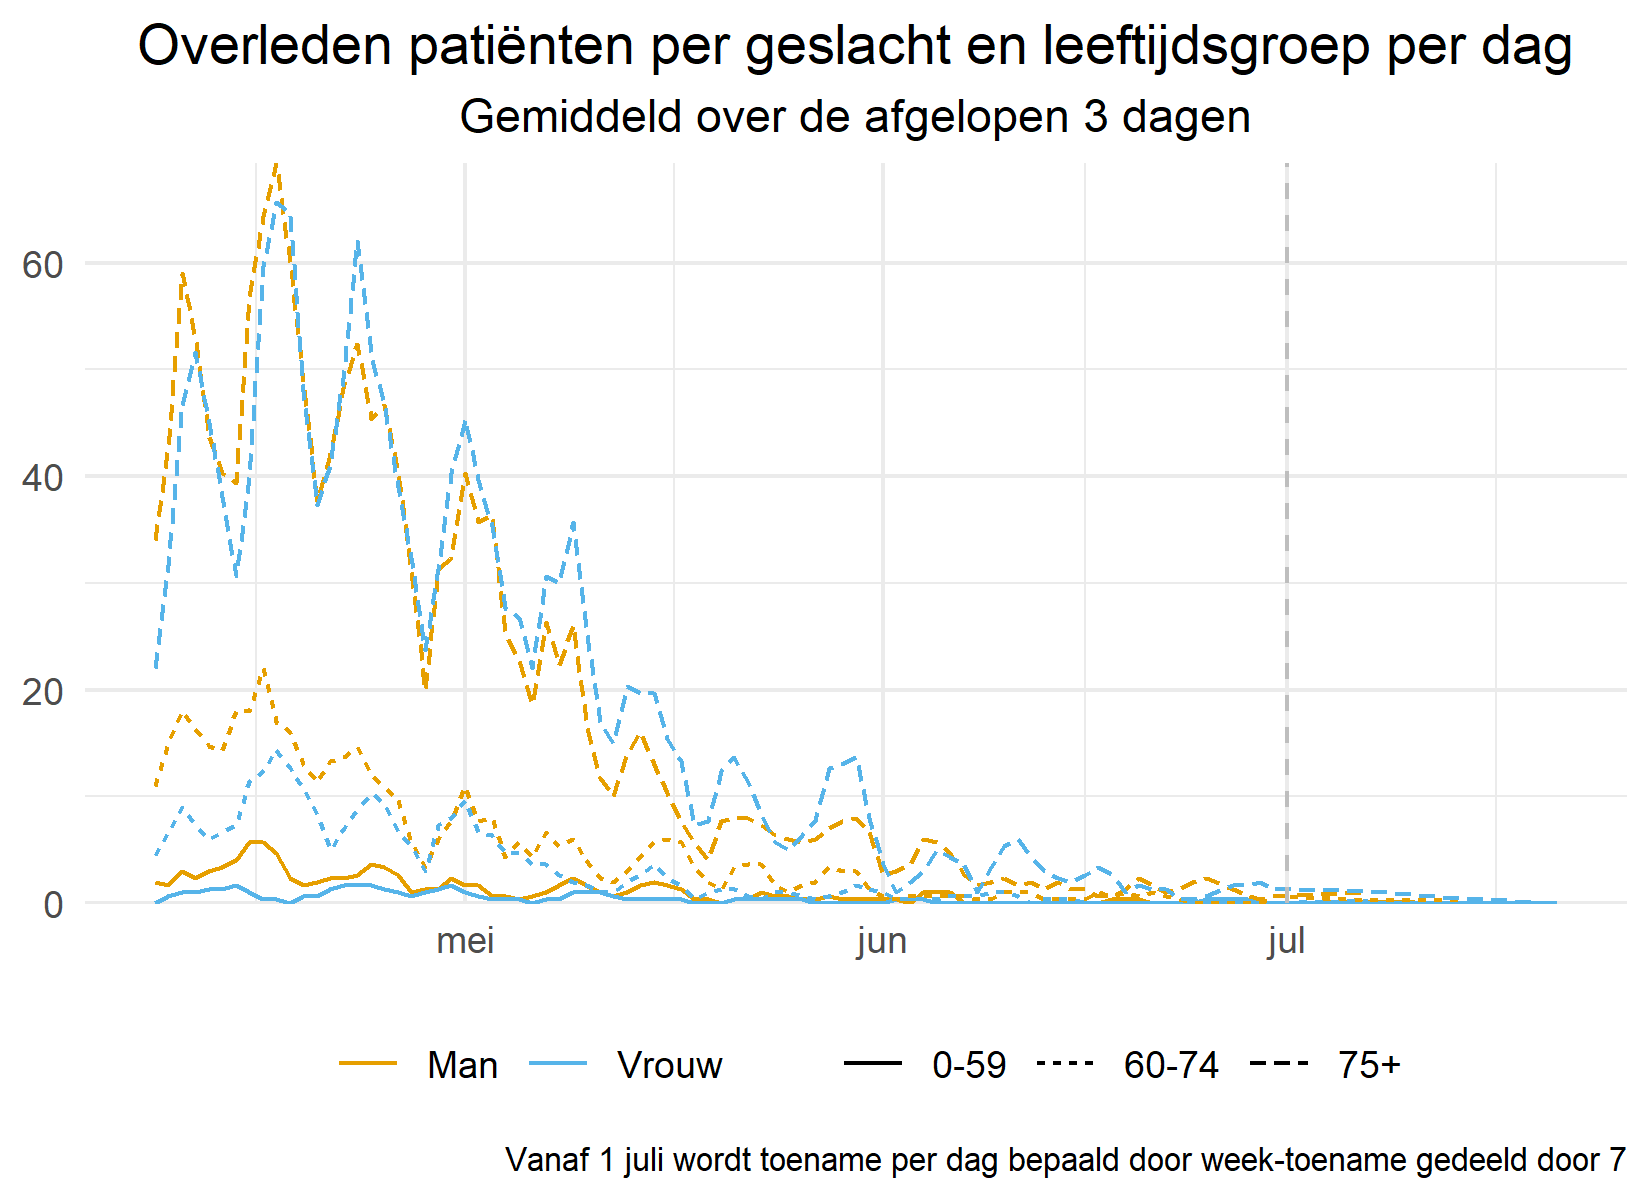 Overleden patiënten per geslacht en leeftijdsgroep per dag
Gemiddeld over de afgelopen 3 dagen
60
40
20
0
mei jun jul
Man Vrouw 0-59 60-74 75+
Vanaf 1 juli wordt toename per dag bepaald door week-toename gedeeld door 7